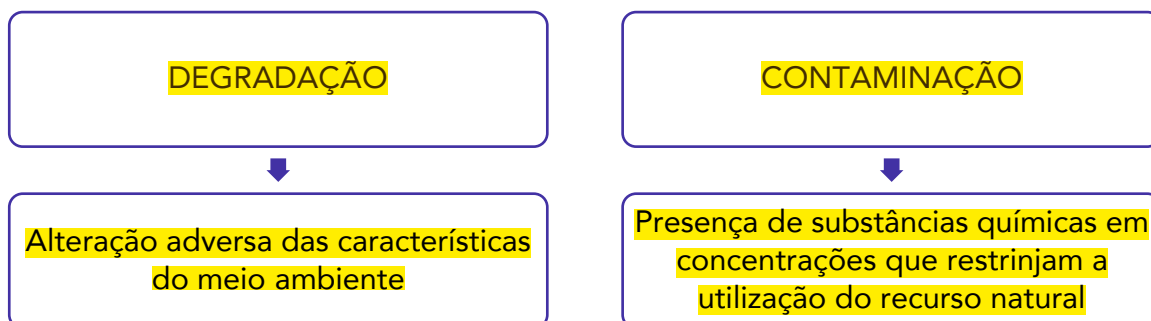 DEGRADAÇÃO
CONTAMINAÇÃO
Alteração adversa das características
do meio ambiente
Presença de substâncias químicas em
concentrações que restrinjam a
utilização do recurso natural